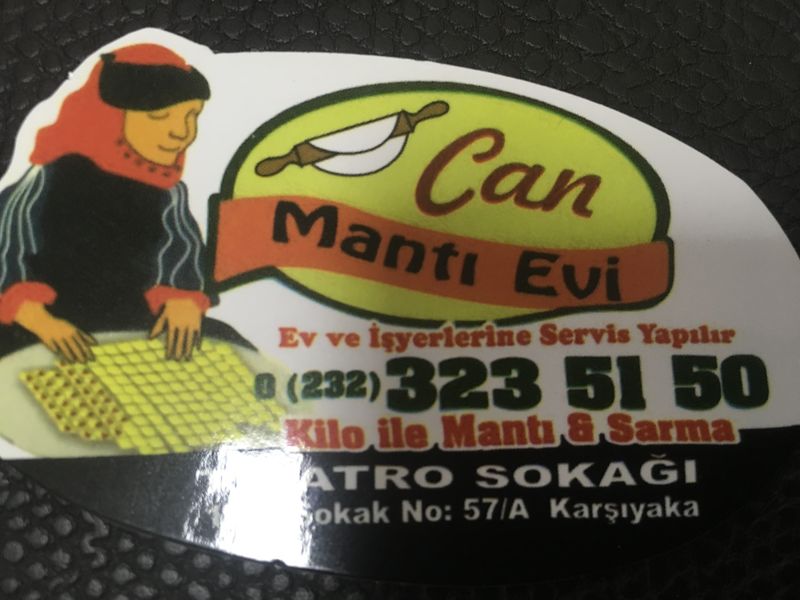 Can
Mantı Evi
Ev ve İşyerlerine Servis Yapılır
0 (232) 323 51 50
Kilo ile Mantı & Sarma
SOKAĞI
Sokak No: 57/A Karşıyaka